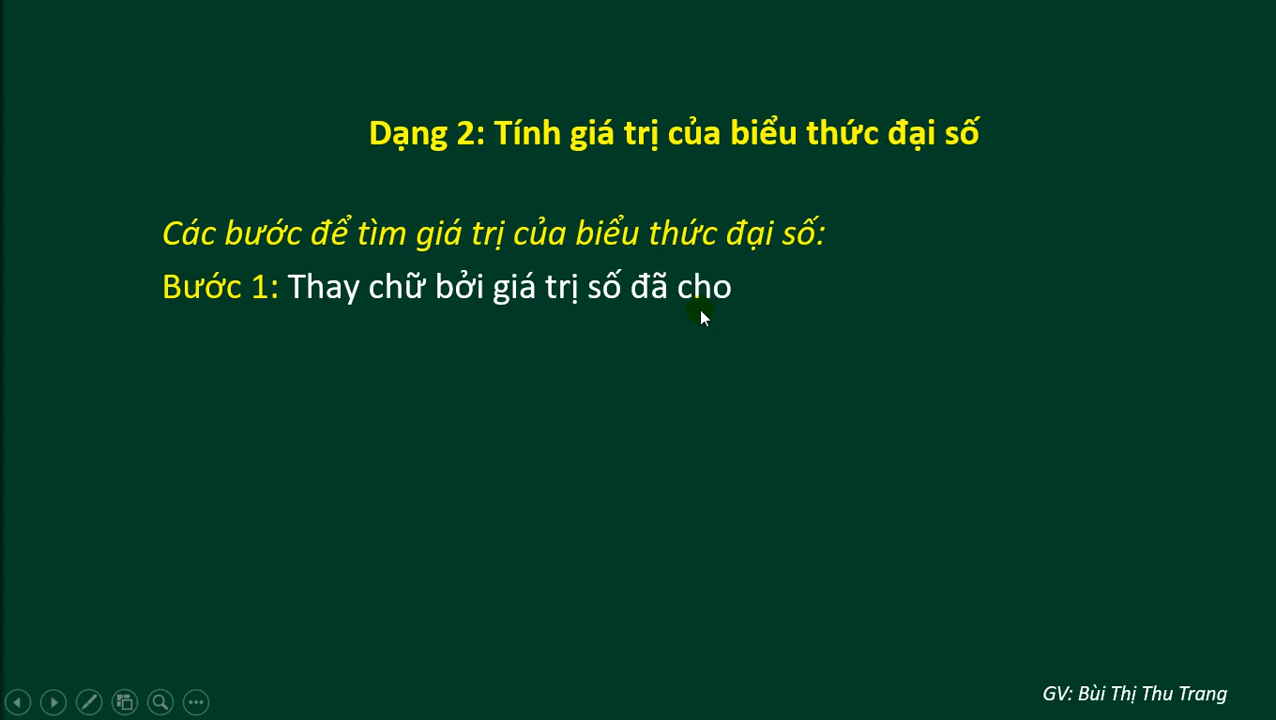 Dạng 2: Tính giá trị của biểu thức đại số
Các bước để tìm giá trị của biểu thức đại số:
Bước 1: Thay chữ bởi giá trị số đã cho
GV: Bùi Thị Thu Trang